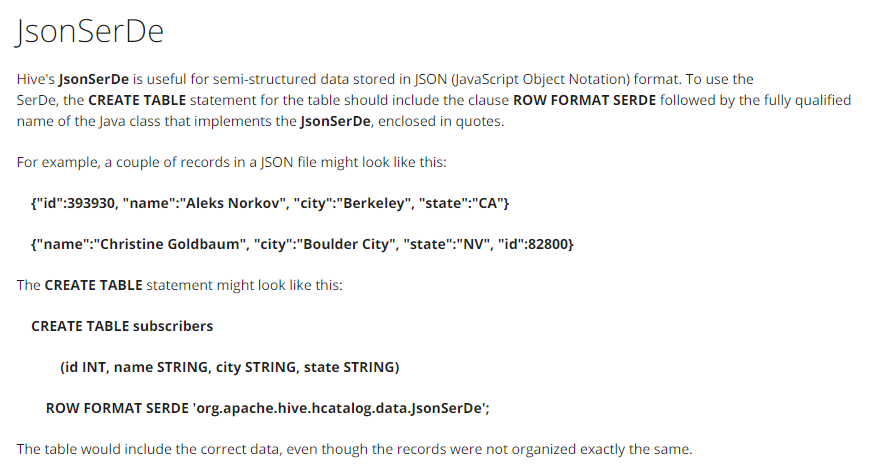 JsonSerDe
Hive's JsonSerDe is useful for semi-structured data stored in JSON (JavaScript Object Notation) format. To use the
SerDe, the CREATE TABLE statement for the table should include the clause ROW FORMAT SERDE followed by the fully qualified
name of the Java class that implements the JsonSerDe, enclosed in quotes.
For example, a couple of records in a JSON file might look like this:
{"id":393930, "name":"Aleks Norkov", "city":"Berkeley", "state":"CA"}
{"name":"Christine Goldbaum", "city":"Boulder City", "state":"NV", "id":82800}
The CREATE TABLE statement might look like this:
CREATE TABLE subscribers
(id INT, name STRING, city STRING, state STRING)
ROW FORMAT SERDE 'org.apache.hive.hcatalog.data.JsonSerDe';
The table would include the correct data, even though the records were not organized exactly the same.